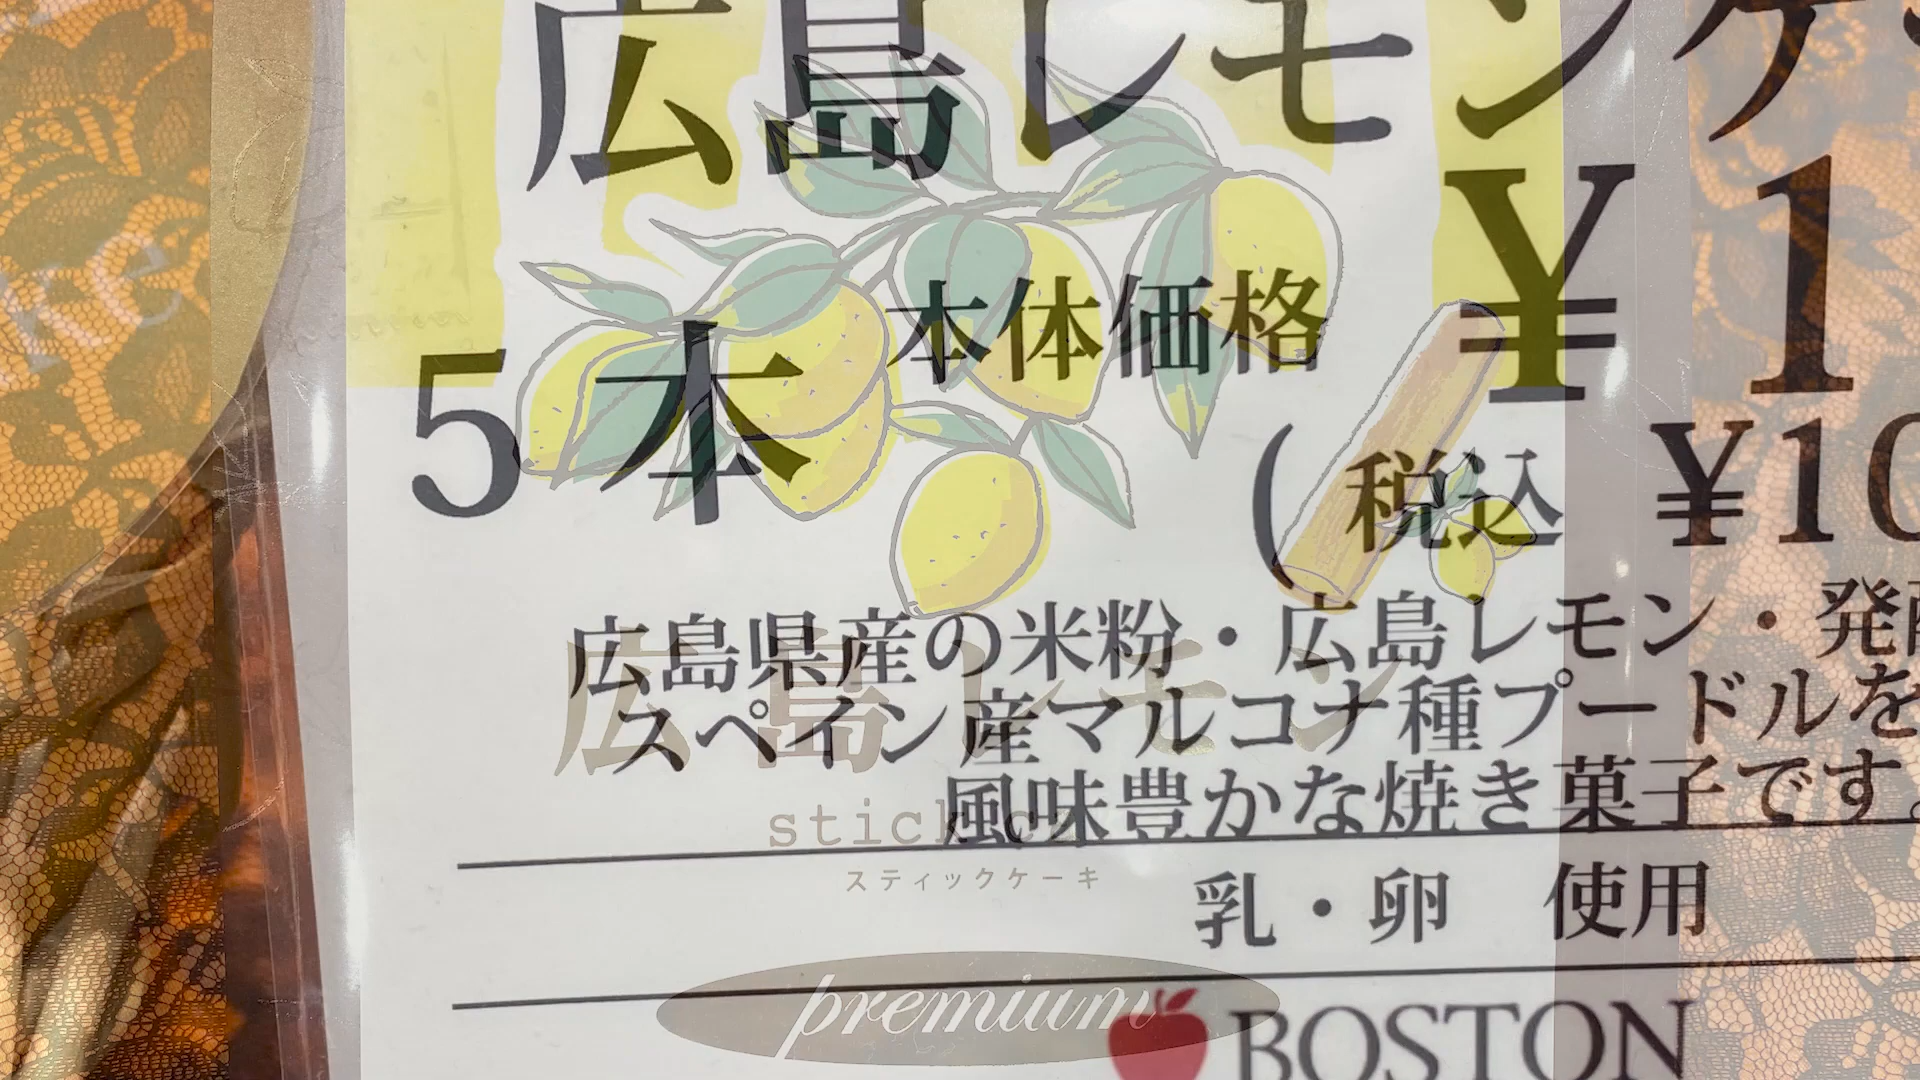 広島レモンケ
5本 本体価格 ¥1
(税込 ¥10
広島県産の米粉・広島レモン・発
スペイン産マルコナ種プードルを
風味豊かな焼き菓子です。
乳・卵 使用
BOSTON
広島レモン
stick
スティックケーキ
premium